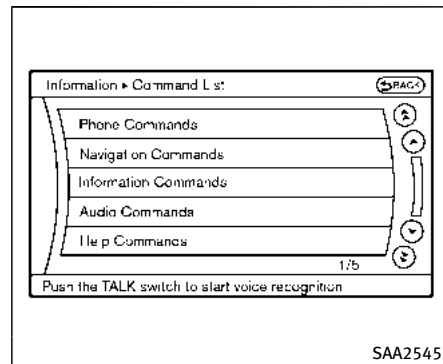 Information ▸ Command List
BACK
Phone Commands
Navigation Commands
Information Commands
Audio Commands
Help Commands
1/5
Push the TALK switch to start voice recognition
SAA2545